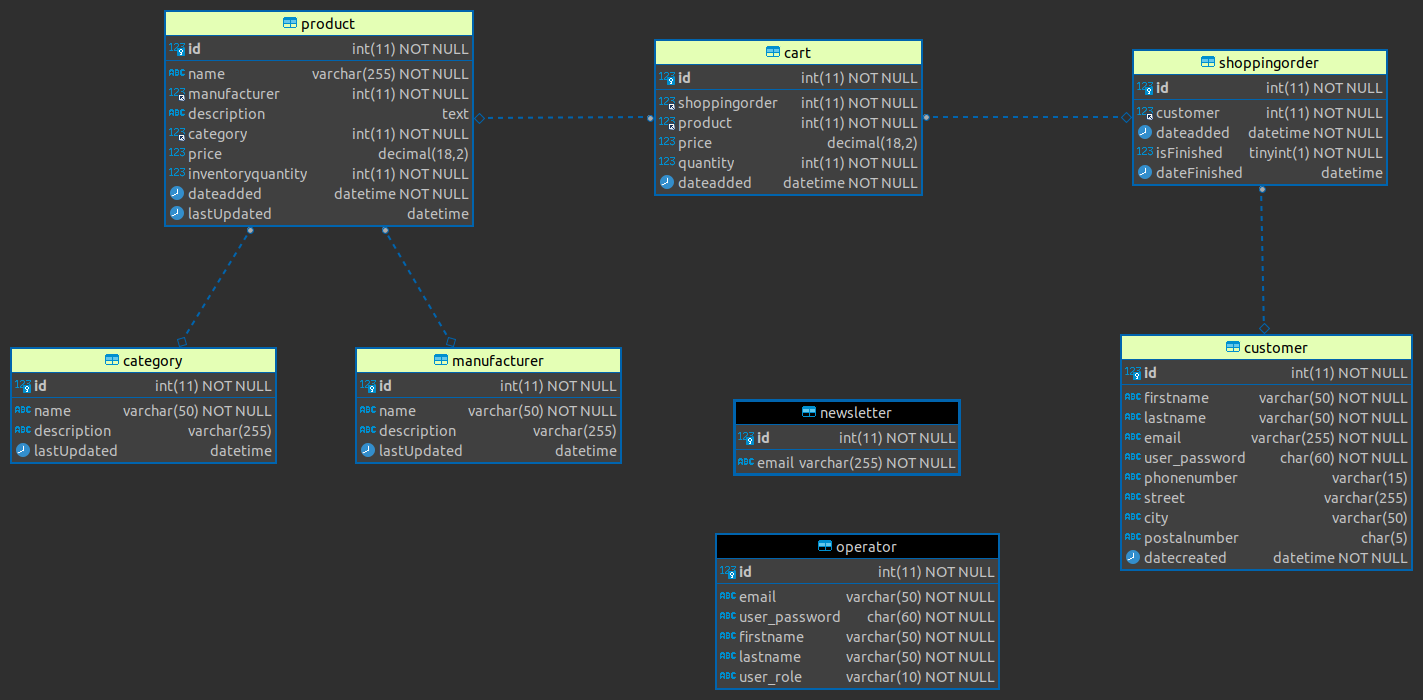 product
id int(11) NOT NULL
name varchar(255) NOT NULL
manufacturer int(11) NOT NULL
description text
category int(11) NOT NULL
price decimal(18,2)
inventoryquantity int(11) NOT NULL
dateadded datetime NOT NULL
lastUpdated datetime
cart
id int(11) NOT NULL
shoppingorder int(11) NOT NULL
product int(11) NOT NULL
price decimal(18,2)
quantity int(11) NOT NULL
dateadded datetime NOT NULL
shoppingorder
id int(11) NOT NULL
customer int(11) NOT NULL
dateadded datetime NOT NULL
isFinished tinyint(1) NOT NULL
dateFinished datetime
category
id int(11) NOT NULL
name varchar(50) NOT NULL
description varchar(255)
lastUpdated datetime
manufacturer
id int(11) NOT NULL
name varchar(50) NOT NULL
description varchar(255)
lastUpdated datetime
newsletter
id int(11) NOT NULL
email varchar(255) NOT NULL
customer
id int(11) NOT NULL
firstname varchar(50) NOT NULL
lastname varchar(50) NOT NULL
email varchar(255) NOT NULL
user_password char(60) NOT NULL
phonenumber varchar(15)
street varchar(255)
city varchar(50)
postalnumber char(5)
datecreated datetime NOT NULL
operator
id int(11) NOT NULL
email varchar(50) NOT NULL
user_password char(60) NOT NULL
firstname varchar(50) NOT NULL
lastname varchar(50) NOT NULL
user_role varchar(10) NOT NULL